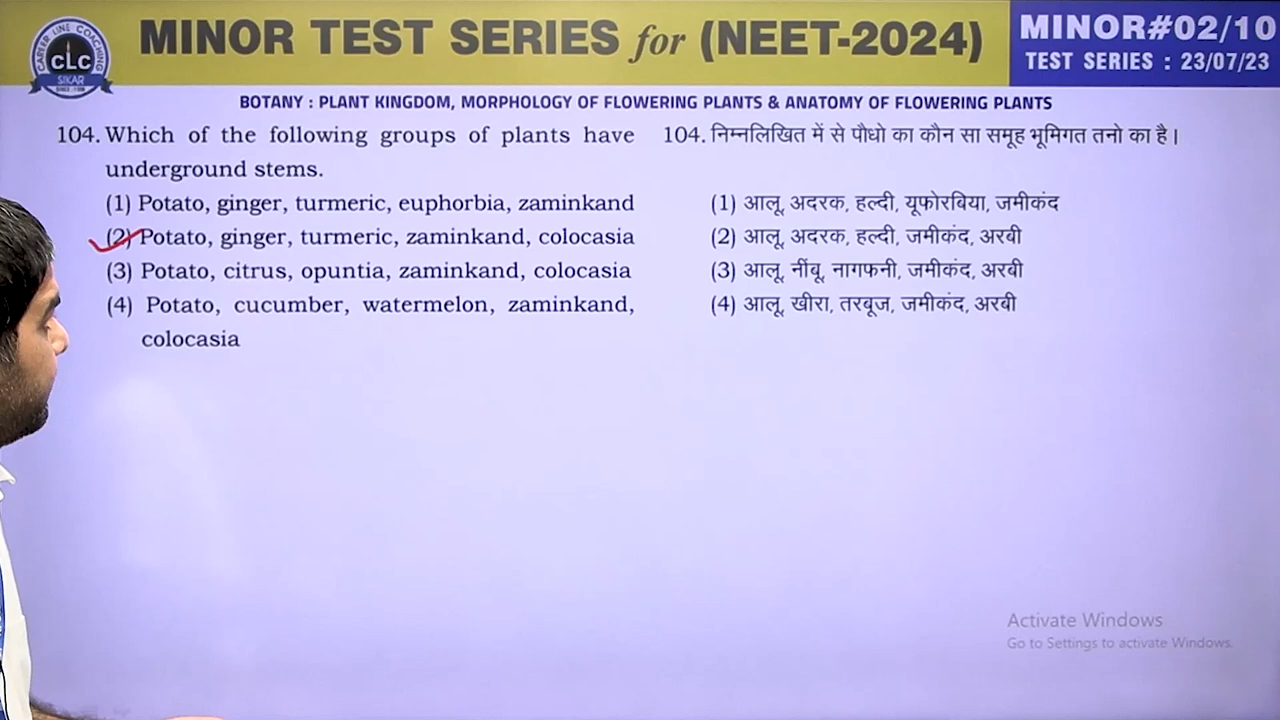 CAREER LINE COACHING
CLC
SIKAR
MINOR TEST SERIES for (NEET-2024)
MINOR#02/10
TEST SERIES : 23/07/23
BOTANY : PLANT KINGDOM, MORPHOLOGY OF FLOWERING PLANTS & ANATOMY OF FLOWERING PLANTS
104. Which of the following groups of plants have
underground stems.
(1) Potato, ginger, turmeric, euphorbia, zaminkand
(2) Potato, ginger, turmeric, zaminkand, colocasia
(3) Potato, citrus, opuntia, zaminkand, colocasia
(4) Potato, cucumber, watermelon, zaminkand,
colocasia
104. निम्नलिखित में से पौधो का कौन सा समूह भूमिगत तनो का है।
(1) आलू, अदरक, हल्दी, यूफोरबिया, जमीकंद
(2) आलू, अदरक, हल्दी, जमीकंद, अरबी
(3) आलू, नींबू, नागफनी, जमीकंद, अरबी
(4) आलू, खीरा, तरबूज, जमीकंद, अरबी
Activate Windows
Go to Settings to activate Windows.